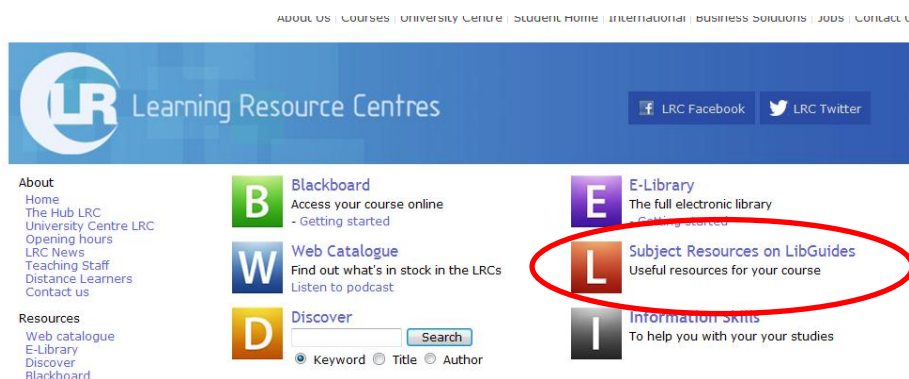 About Us | Courses | University Centre | Student Home | International | Business Solutions | Jobs | Contact
LR Learning Resource Centres
f LRC Facebook
LRC Twitter
About
Home
The Hub LRC
University Centre LRC
Opening hours
LRC News
Teaching Staff
Distance Learners
Contact us
Resources
Web catalogue
E-Library
Discover
Blackboard
B
Blackboard
Access your course online
- Getting started
W
Web Catalogue
Find out what's in stock in the LRCs
Listen to podcast
D
Discover
Search
Keyword Title Author
E
E-Library
The full electronic library
- Getting started
L
Subject Resources on LibGuides
Useful resources for your course
I
Information Skills
To help you with your your studies